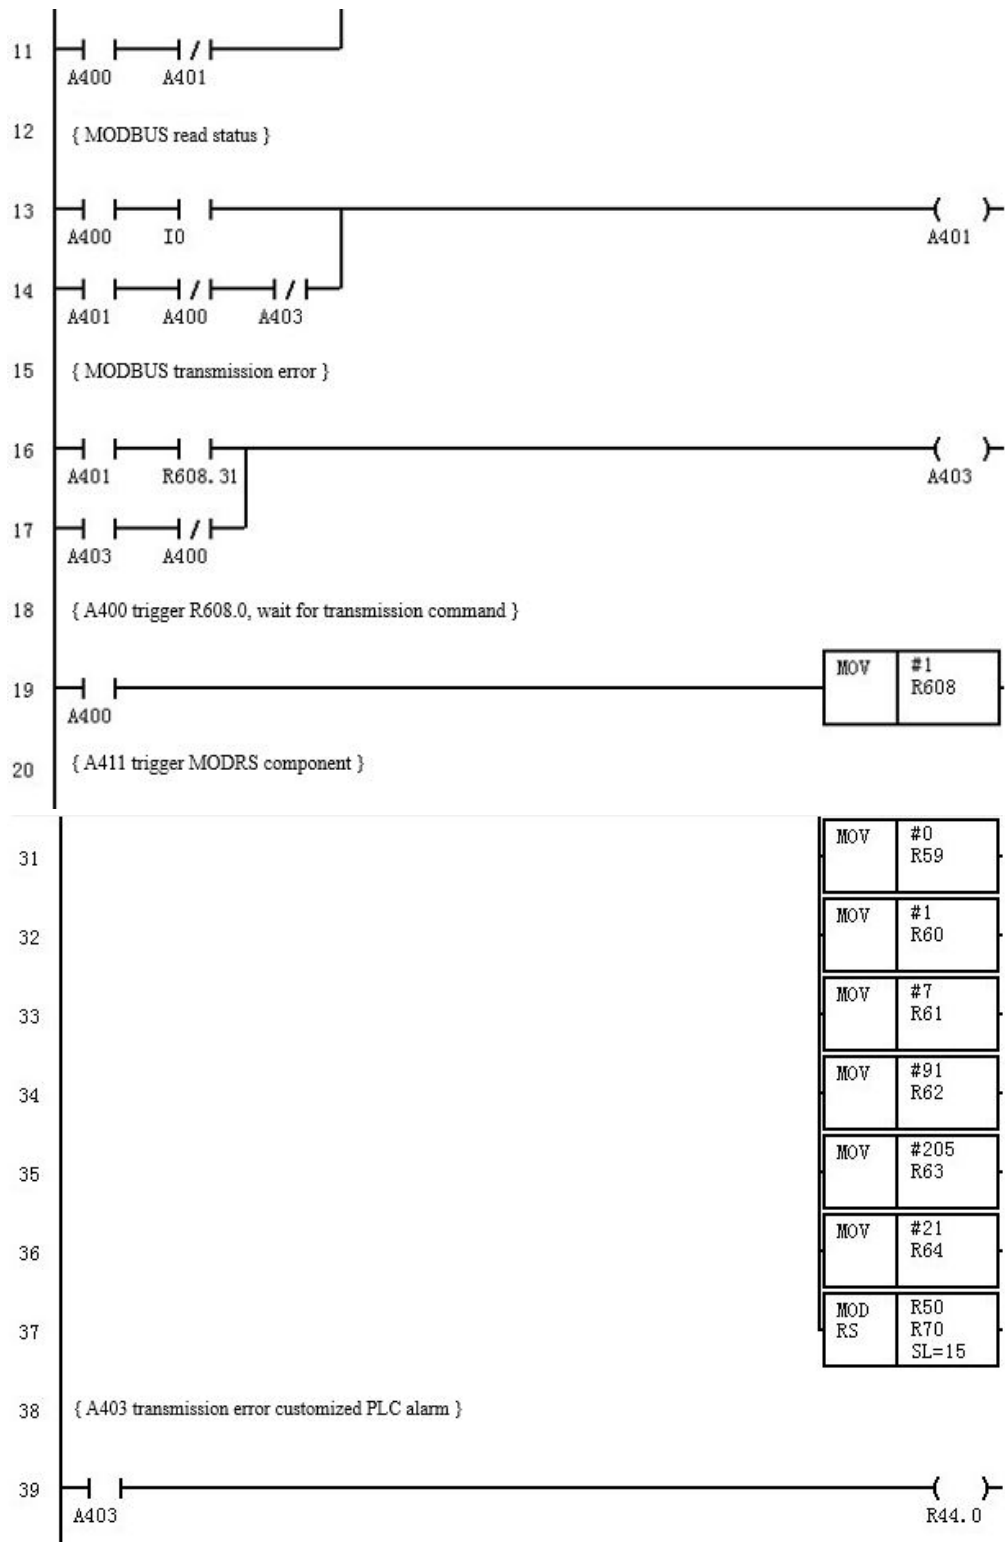 11
A400 A401
12 { MODBUS read status }
13
A400 I0 A401
14
A401 A400 A403
15 { MODBUS transmission error }
16
A401 R608.31 A403
17
A403 A400
18 { A400 trigger R608.0, wait for transmission command }
MOV #1
19 R608
A400
20 { A411 trigger MODRS component }
MOV #0
31 R59
MOV #1
32 R60
MOV #7
33 R61
MOV #91
34 R62
MOV #205
35 R63
MOV #21
36 R64
MOD R50
37 RS R70
SL=15
38 { A403 transmission error customized PLC alarm }
39
A403 R44.0